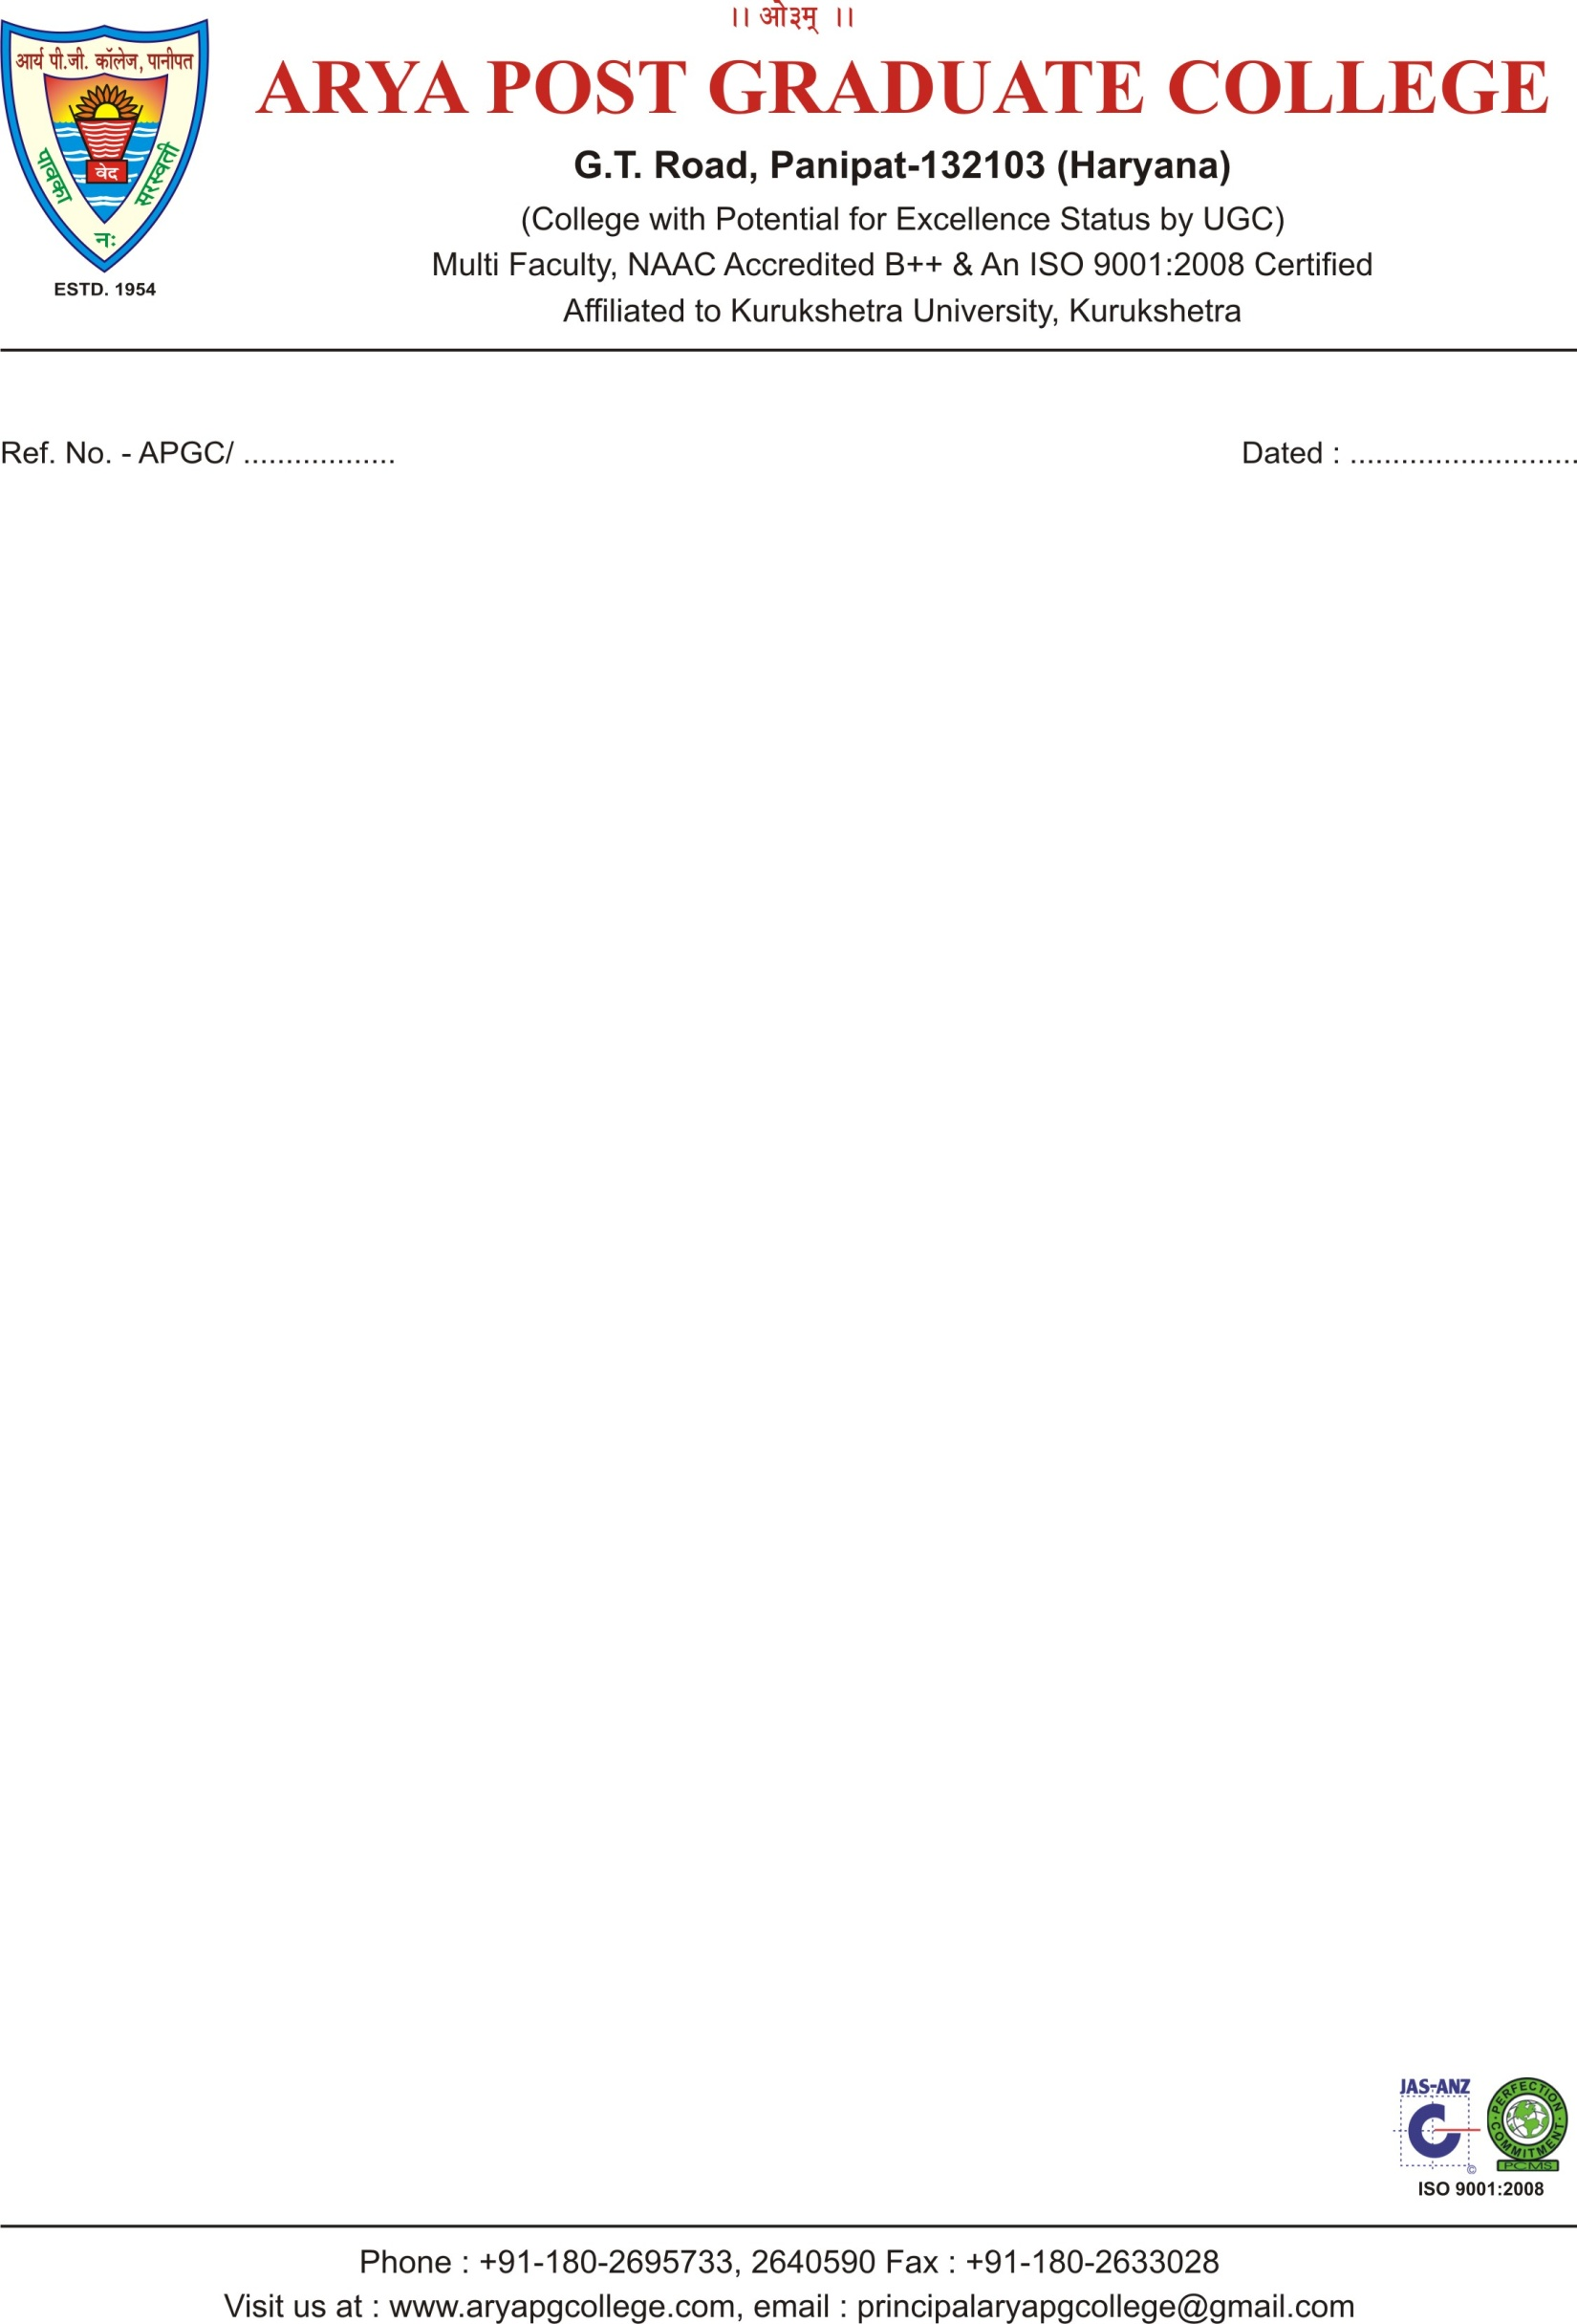 ।। ओ३म् ।।
आर्य पी.जी. कॉलेज, पानीपत
वेद
पावका
सरस्वती
नः
ESTD. 1954
ARYA POST GRADUATE COLLEGE
G.T. Road, Panipat-132103 (Haryana)
(College with Potential for Excellence Status by UGC)
Multi Faculty, NAAC Accredited B++ & An ISO 9001:2008 Certified
Affiliated to Kurukshetra University, Kurukshetra
Ref. No. - APGC/ .................. Dated : ...........................
JAS-ANZ
C
©
PERFECTION
COMMITMENT
PCMS
ISO 9001:2008
Phone : +91-180-2695733, 2640590 Fax : +91-180-2633028
Visit us at : www.aryapgcollege.com, email : principalaryapgcollege@gmail.com